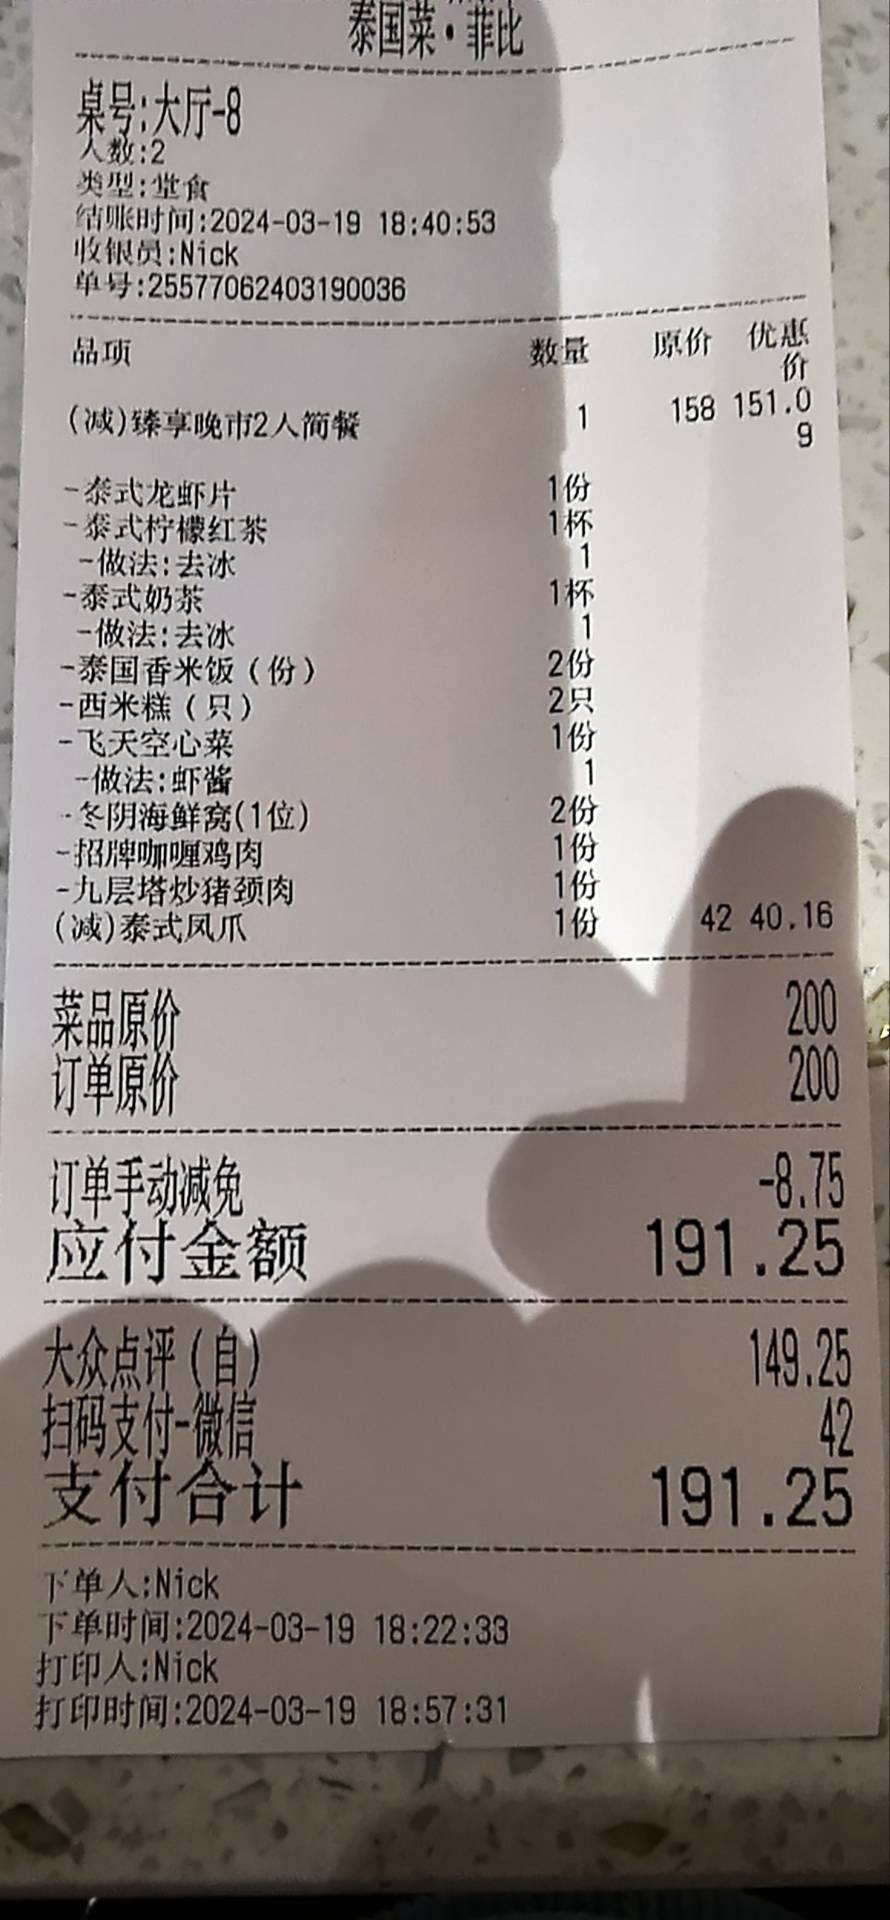 泰国菜·菲比
桌号:大厅-8
人数:2
类型:堂食
结账时间:2024-03-19 18:40:53
收银员:Nick
单号:25577062403190036
品项 数量 原价 优惠价
(减)臻享晚市2人简餐 1 158 151.09
-泰式龙虾片 1份
-泰式柠檬红茶 1杯
-做法:去冰 1
-泰式奶茶 1杯
-做法:去冰 1
-泰国香米饭(份) 2份
-西米糕(只) 2只
-飞天空心菜 1份
-做法:虾酱 1
-冬阴海鲜窝(1位) 2份
-招牌咖喱鸡肉 1份
-九层塔炒猪颈肉 1份
(减)泰式凤爪 1份 42 40.16
菜品原价 200
订单原价 200
订单手动减免 -8.75
应付金额 191.25
大众点评(自) 149.25
扫码支付-微信 42
支付合计 191.25
下单人:Nick
下单时间:2024-03-19 18:22:33
打印人:Nick
打印时间:2024-03-19 18:57:31